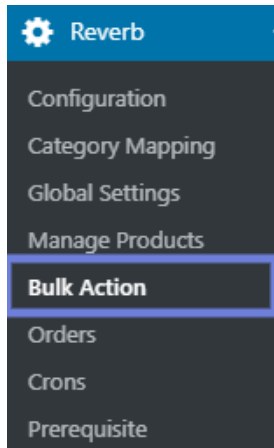 Reverb
Configuration
Category Mapping
Global Settings
Manage Products
Bulk Action
Orders
Crons
Prerequisite